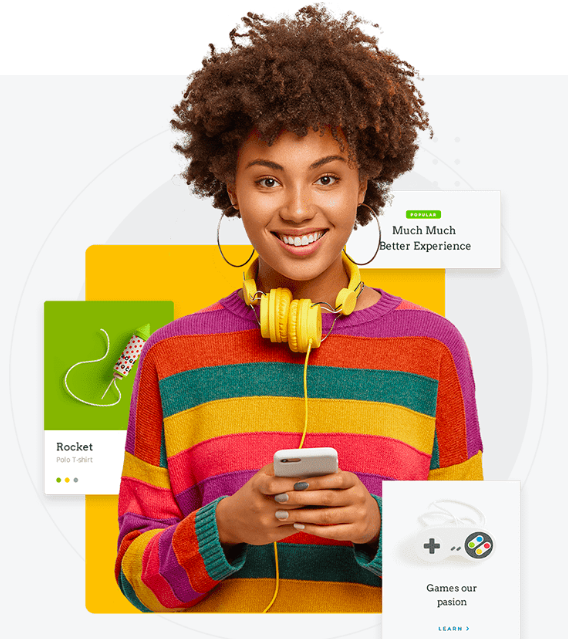 POPULAR
Much Much
Better Experience
Rocket
Polo T-shirt
Games our
pasion
LEARN >